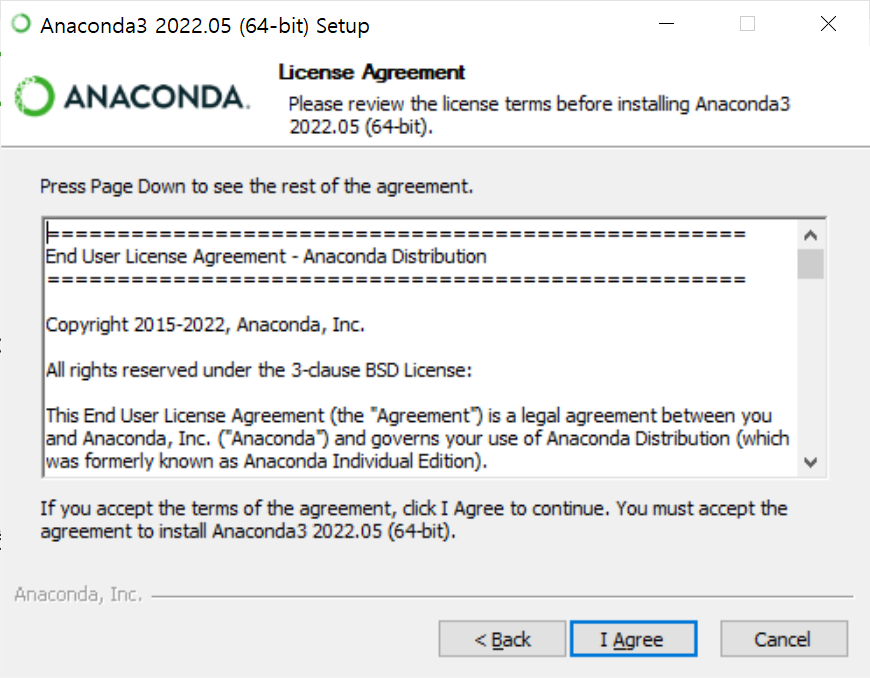 Anaconda3 2022.05 (64-bit) Setup
ANACONDA.
License Agreement
Please review the license terms before installing Anaconda3
2022.05 (64-bit).
Press Page Down to see the rest of the agreement.
==================================================
End User License Agreement - Anaconda Distribution
==================================================
Copyright 2015-2022, Anaconda, Inc.
All rights reserved under the 3-clause BSD License:
This End User License Agreement (the "Agreement") is a legal agreement between you
and Anaconda, Inc. ("Anaconda") and governs your use of Anaconda Distribution (which
was formerly known as Anaconda Individual Edition).
If you accept the terms of the agreement, click I Agree to continue. You must accept the
agreement to install Anaconda3 2022.05 (64-bit).
Anaconda, Inc.
< Back
I Agree
Cancel